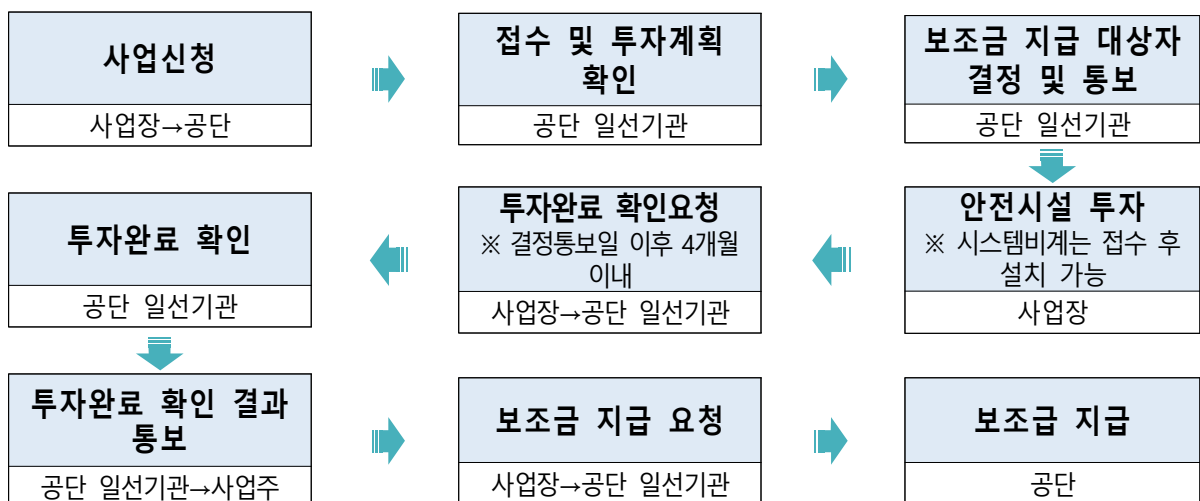 사업신청
사업장→공단
접수 및 투자계획
확인
공단 일선기관
보조금 지급 대상자
결정 및 통보
공단 일선기관
안전시설 투자
※ 시스템비계는 접수 후
설치 가능
사업장
투자완료 확인요청
※ 결정통보일 이후 4개월
이내
사업장→공단 일선기관
투자완료 확인
공단 일선기관
투자완료 확인 결과
통보
공단 일선기관→사업주
보조금 지급 요청
사업장→공단 일선기관
보조급 지급
공단